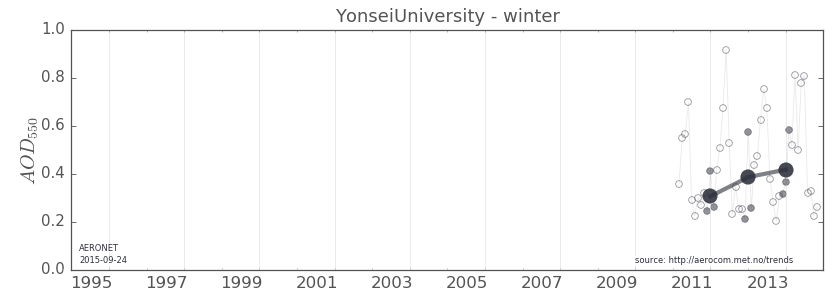 YonseiUniversity - winter
1.0
0.8
0.6
0.4
0.2
0.0
AOD550
AERONET
2015-09-24
source: http://aerocom.met.no/trends
1995 1997 1999 2001 2003 2005 2007 2009 2011 2013